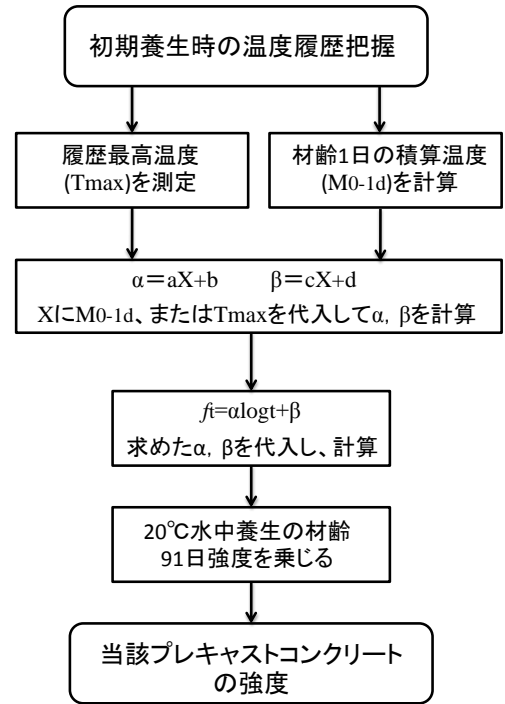 初期養生時の温度履歴把握
履歴最高温度
(Tmax)を測定
材齢1日の積算温度
(M0-1d)を計算
α＝aX+b β＝cX+d
XにM0-1d、またはTmaxを代入してα, βを計算
ft=αlogt+β
求めたα, βを代入し、計算
20℃水中養生の材齢
91日強度を乗じる
当該プレキャストコンクリート
の強度